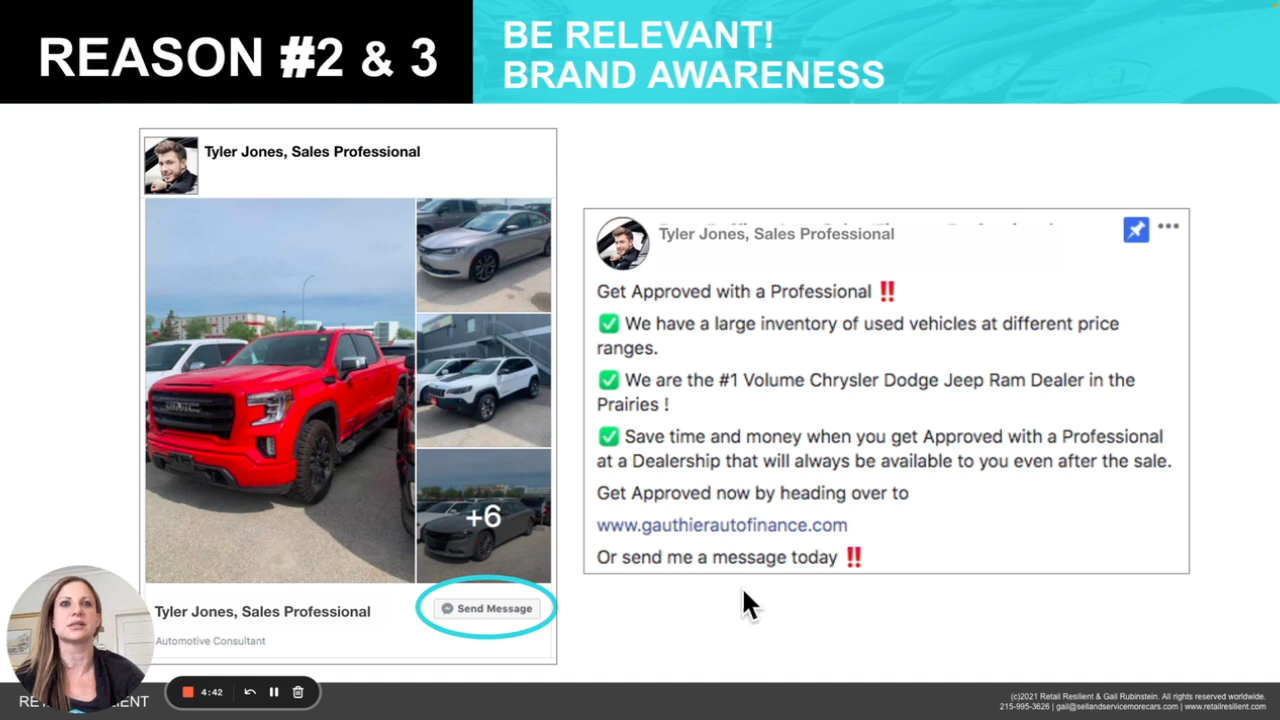 REASON #2 & 3
BE RELEVANT!
BRAND AWARENESS
Tyler Jones, Sales Professional
+6
Tyler Jones, Sales Professional
Send Message
Automotive Consultant
Tyler Jones, Sales Professional
Get Approved with a Professional ‼️
✅ We have a large inventory of used vehicles at different price
ranges.
✅ We are the #1 Volume Chrysler Dodge Jeep Ram Dealer in the
Prairies !
✅ Save time and money when you get Approved with a Professional
at a Dealership that will always be available to you even after the sale.
Get Approved now by heading over to
www.gauthierautofinance.com
Or send me a message today ‼️
4:42
(c)2021 Retail Resilient & Gail Rubinstein. All rights reserved worldwide.
215-995-3626 | gail@sellandservicemorecars.com | www.retailresilient.com